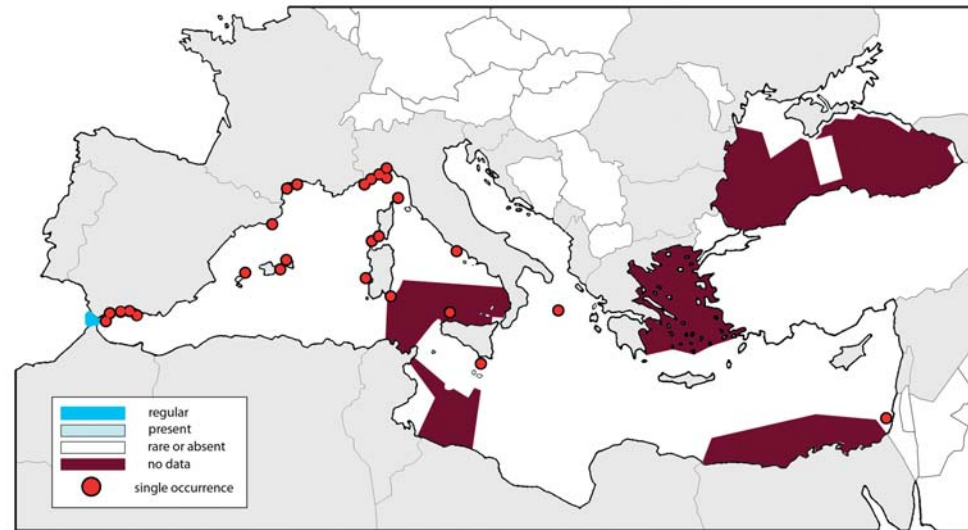 regular
present
rare or absent
no data
single occurrence